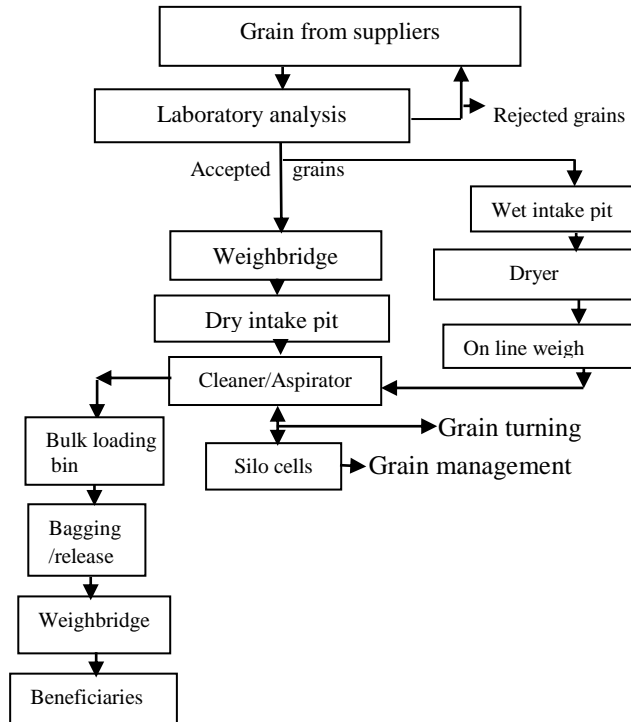 Grain from suppliers
Laboratory analysis
Rejected grains
Accepted grains
Wet intake pit
Weighbridge
Dryer
Dry intake pit
On line weigh
Cleaner/Aspirator
Grain turning
Bulk loading
bin
Silo cells
Grain management
Bagging
/release
Weighbridge
Beneficiaries